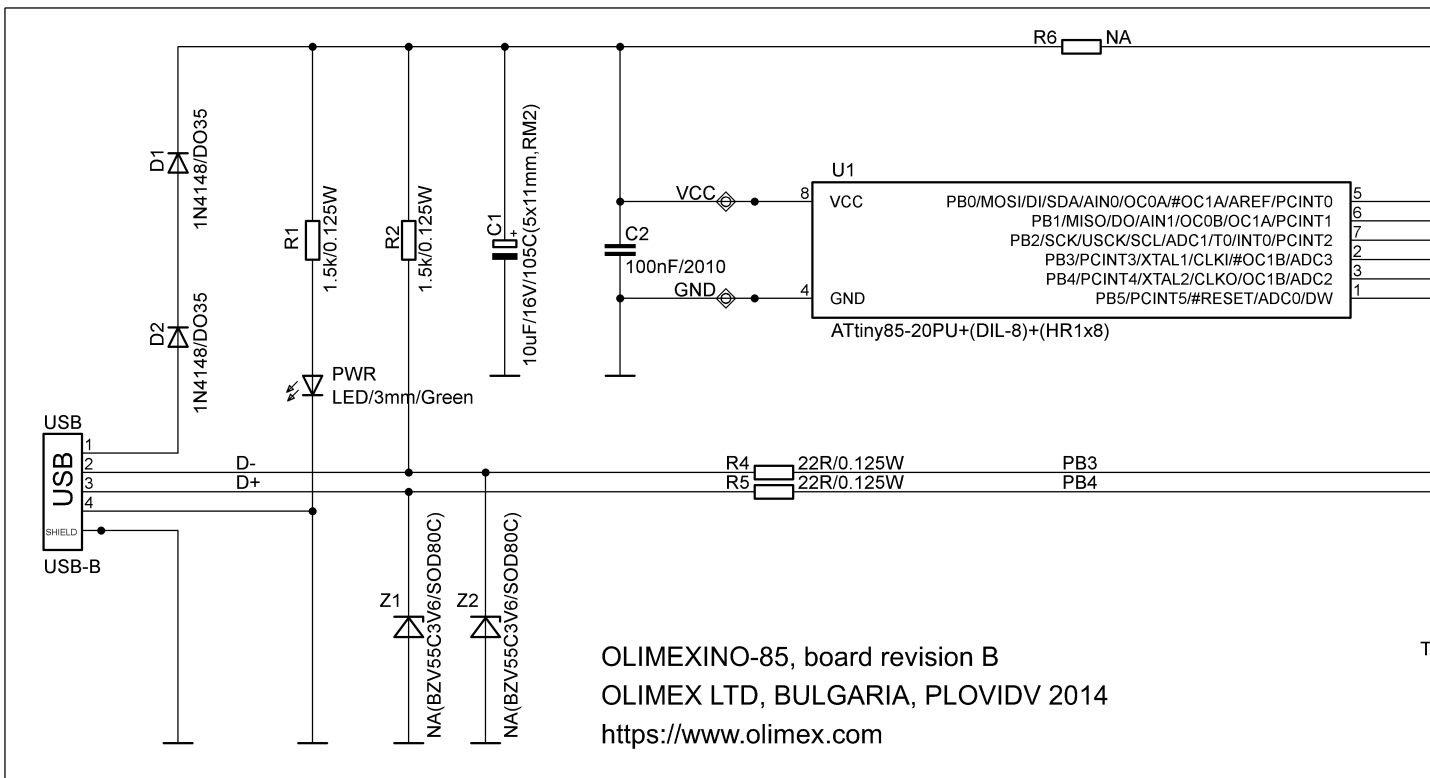 R6 NA
D1
1N4148/DO35
D2
1N4148/DO35
R1
1.5k/0.125W
R2
1.5k/0.125W
C1
+
10uF/16V/105C(5x11mm,RM2)
C2
100nF/2010
VCC
GND
U1
8
VCC
4
GND
PB0/MOSI/DI/SDA/AIN0/OC0A/#OC1A/AREF/PCINT0
5
PB1/MISO/DO/AIN1/OC0B/OC1A/PCINT1
6
PB2/SCK/USCK/SCL/ADC1/T0/INT0/PCINT2
7
PB3/PCINT3/XTAL1/CLKI/#OC1B/ADC3
2
PB4/PCINT4/XTAL2/CLKO/OC1B/ADC2
3
PB5/PCINT5/#RESET/ADC0/DW
1
ATtiny85-20PU+(DIL-8)+(HR1x8)
PWR
LED/3mm/Green
USB
USB
1
2
3
4
SHIELD
USB-B
D-
D+
R4 22R/0.125W PB3
R5 22R/0.125W PB4
Z1
NA(BZV55C3V6/SOD80C)
Z2
NA(BZV55C3V6/SOD80C)
OLIMEXINO-85, board revision B
OLIMEX LTD, BULGARIA, PLOVIDV 2014
https://www.olimex.com
T